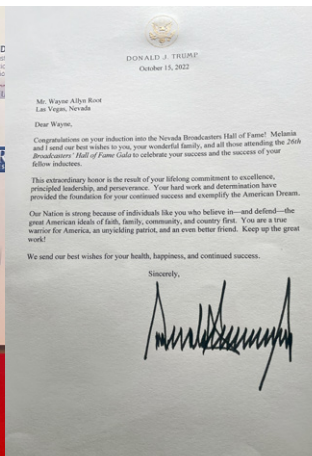 DONALD J. TRUMP
October 15, 2022
Mr. Wayne Allyn Root
Las Vegas, Nevada
Dear Wayne,
Congratulations on your induction into the Nevada Broadcasters Hall of Fame! Melania
and I send our best wishes to you, your wonderful family, and all those attending the 26th
Broadcasters' Hall of Fame Gala to celebrate your success and the success of your
fellow inductees.
This extraordinary honor is the result of your lifelong commitment to excellence,
principled leadership, and perseverance. Your hard work and determination have
provided the foundation for your continued success and exemplify the American Dream.
Our Nation is strong because of individuals like you who believe in—and defend—the
great American ideals of faith, family, community, and country first. You are a true
warrior for America, an unyielding patriot, and an even better friend. Keep up the great
work!
We send our best wishes for your health, happiness, and continued success.
Sincerely,